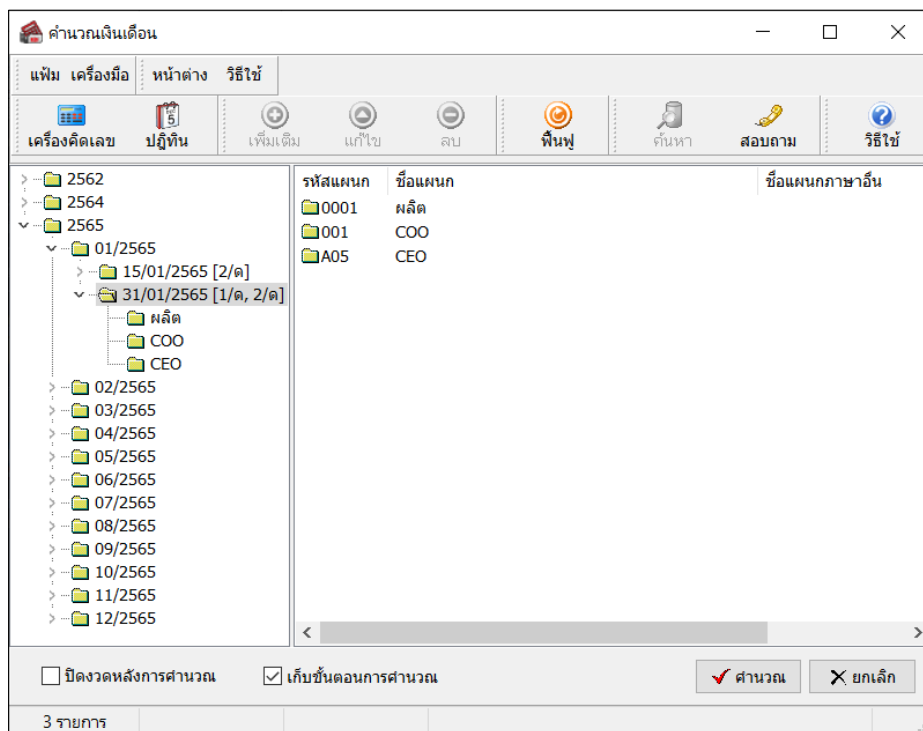 คำนวณเงินเดือน
แฟ้ม เครื่องมือ หน้าต่าง วิธีใช้
เครื่องคิดเลข ปฏิทิน เพิ่มเติม แก้ไข ลบ ฟื้นฟู ค้นหา สอบถาม วิธีใช้
2562
2564
2565
01/2565
15/01/2565 [2/ด]
31/01/2565 [1/ด, 2/ด]
ผลิต
COO
CEO
02/2565
03/2565
04/2565
05/2565
06/2565
07/2565
08/2565
09/2565
10/2565
11/2565
12/2565
รหัสแผนก ชื่อแผนก ชื่อแผนกภาษาอื่น
0001 ผลิต
001 COO
A05 CEO
ปิดงวดหลังการคำนวณ เก็บขั้นตอนการคำนวณ คำนวณ ยกเลิก
3 รายการ